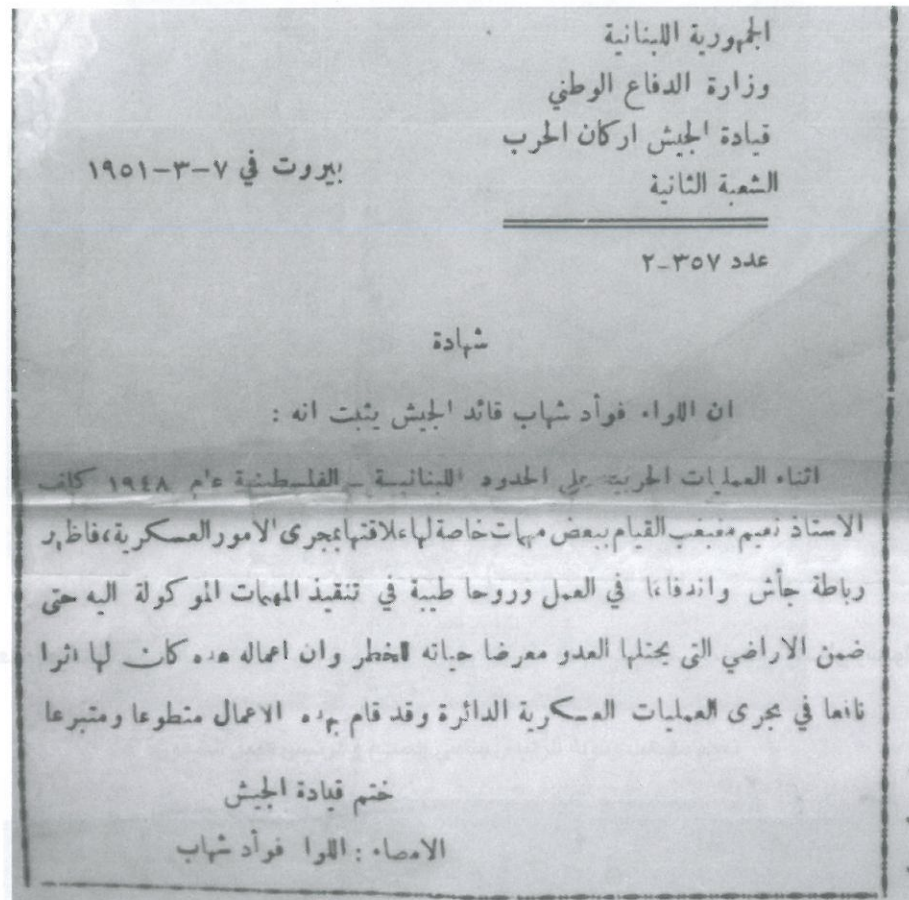 الجمهورية اللبنانية
وزارة الدفاع الوطني
قيادة الجيش اركان الحرب
الشعبة الثانية
بيروت في ٧-٣-١٩٥١
عدد ٣٥٧-٢
شهادة
ان اللواء فوأد شهاب قائد الجيش يثبت انه :
اثناء العمليات الحربية على الحدود اللبنانية - الفلسطينية عام ١٩٤٨ كلف
الاستاذ نعيم مغبغب القيام ببعض مهمات خاصة لها علاقتها بمجرى الامور العسكرية، فاظهر
رباطة جأش واندفاعا في العمل وروحا طيبة في تنفيذ المهمات الموكولة اليه حتى
ضمن الاراضي التي يحتلها العدو معرضا حياته للخطر وان اعماله هذه كان لها اثرا
نافعا في مجرى العمليات العسكرية الدائرة وقد قام بهذه الاعمال متطوعا ومتبرعا
ختم قيادة الجيش
الامضاء : اللوا فوأد شهاب